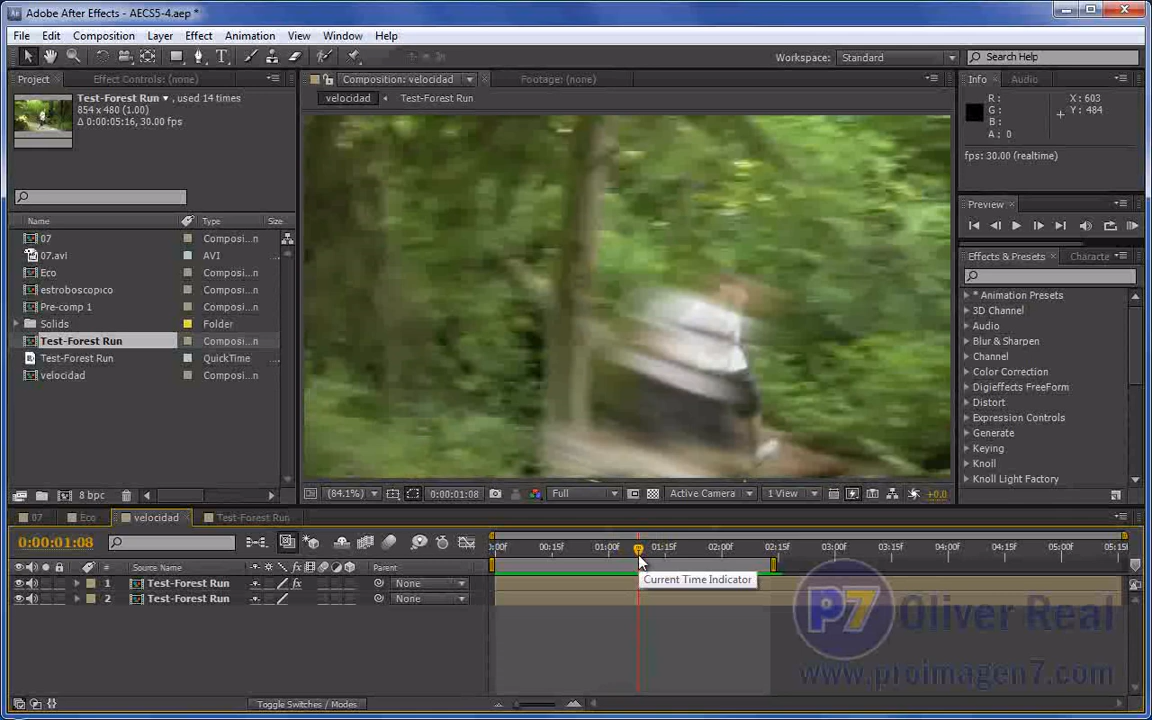 Adobe After Effects - AECS5-4.aep *
File Edit Composition Layer Effect Animation View Window Help
Workspace: Standard Search Help
Project Effect Controls: (none) Composition: velocidad Footage: (none) Info Audio
Test-Forest Run , used 14 times
854 x 480 (1.00)
Δ 0:00:05:16, 30.00 fps
velocidad Test-Forest Run
R: X: 603
G: Y: 484
B:
A: 0
fps: 30.00 (realtime)
Preview
Effects & Presets Characte
Name Type Size
07 Composi...n
07.avi AVI ...
Eco Composi...n
estroboscopico Composi...n
Pre-comp 1 Composi...n
Solids Folder
Test-Forest Run Composi...n
Test-Forest Run QuickTime ...
velocidad Composi...n
* Animation Presets
3D Channel
Audio
Blur & Sharpen
Channel
Color Correction
Digieffects FreeForm
Distort
Expression Controls
Generate
Keying
Knoll
Knoll Light Factory
8 bpc
(84.1%) 0:00:01:08 Full Active Camera 1 View +0.0
07 Eco velocidad Test-Forest Run
0:00:01:08
0:00f 00:15f 01:00f 01:15f 02:00f 02:15f 03:00f 03:15f 04:00f 04:15f 05:00f 05:15f
# Source Name Parent
1 Test-Forest Run None
2 Test-Forest Run None
Current Time Indicator
P7 Oliver Real
www.proimagen7.com
Toggle Switches / Modes